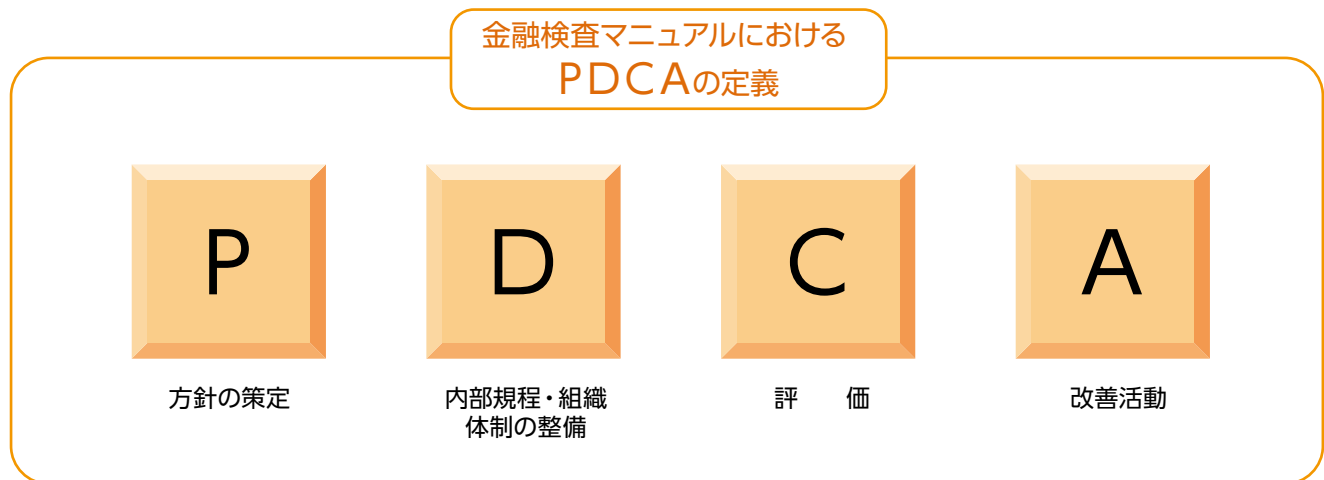 金融検査マニュアルにおける
PDCAの定義
P
D
C
A
方針の策定
内部規程・組織
体制の整備
評　価
改善活動